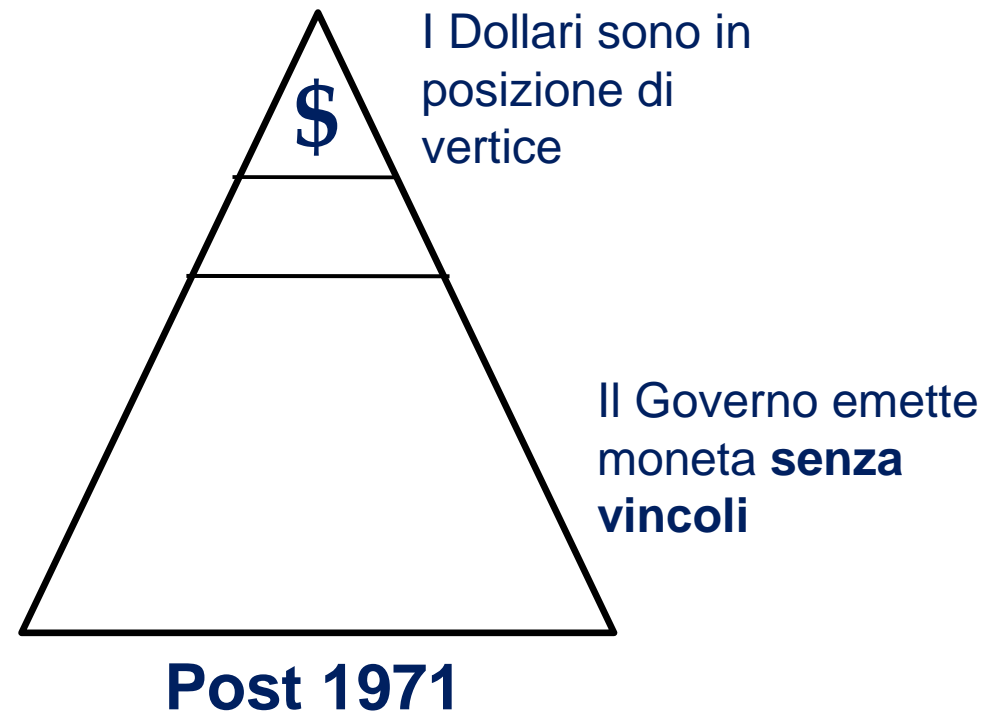 I Dollari sono in
posizione di
vertice
$
Il Governo emette
moneta senza
vincoli
Post 1971